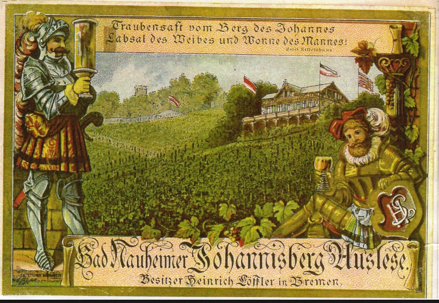 Traubensaft vom Berg des Johannes
Labsal des Weibes und Wonne des Mannes!
Bad Nauheimer Johannisberg Auslese.
Besitzer Heinrich Löffler in Bremen.